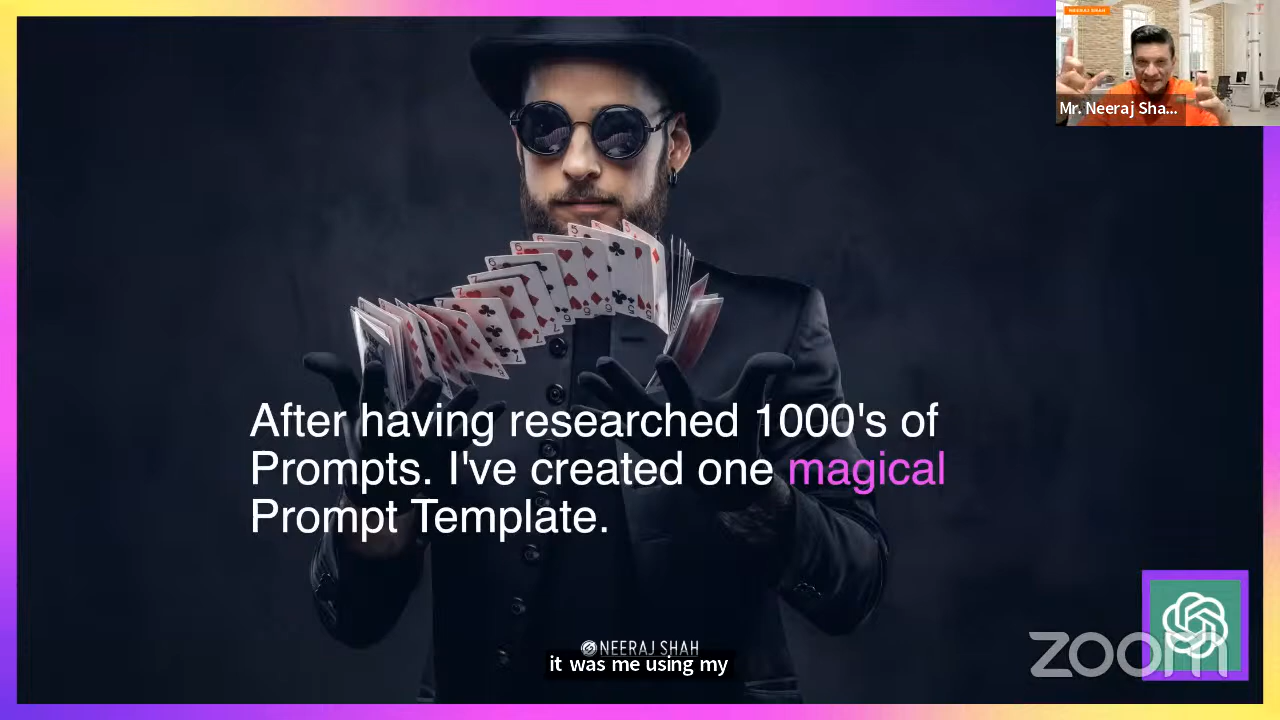 NEERAJ SHAH
Mr. Neeraj Sha...
After having researched 1000's of
Prompts. I've created one magical
Prompt Template.
NEERAJ SHAH
it was me using my
zoom